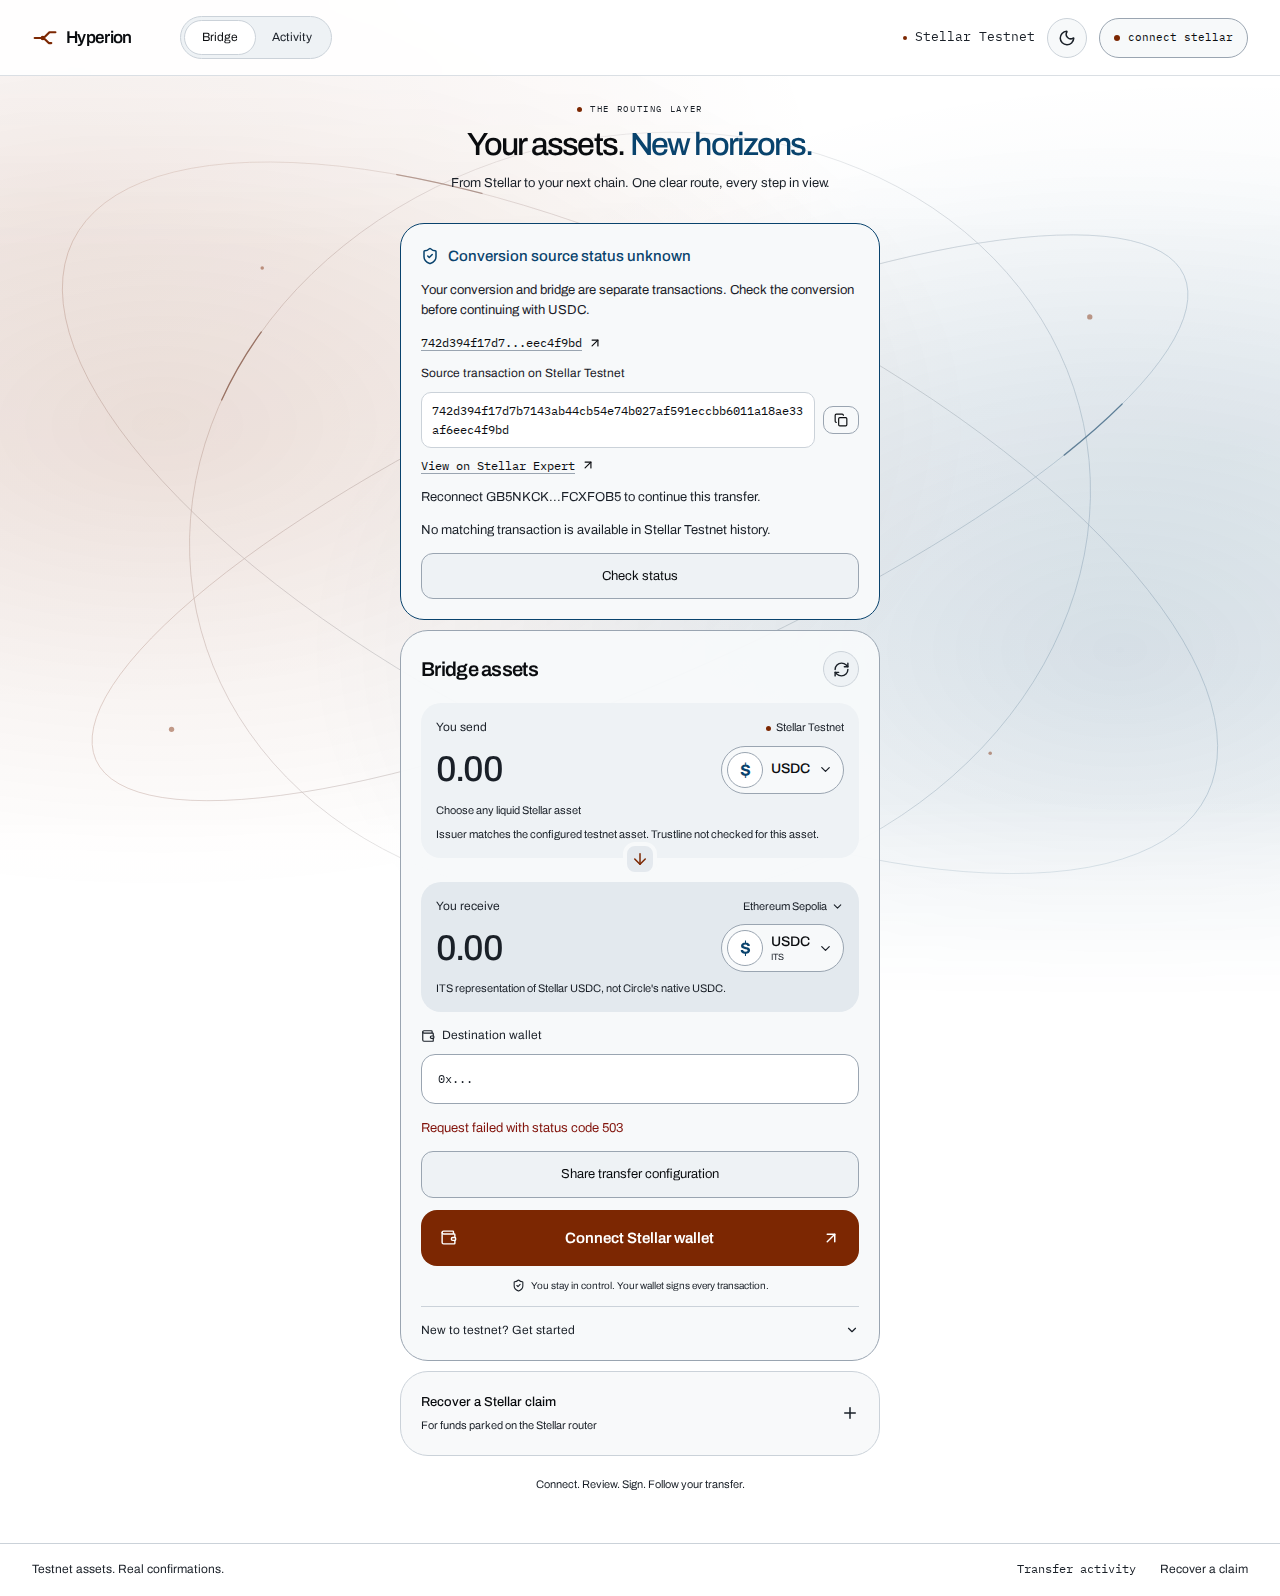 Hyperion
Bridge
Activity
Stellar Testnet
connect stellar
THE ROUTING LAYER
Your assets. New horizons.
From Stellar to your next chain. One clear route, every step in view.
Conversion source status unknown
Your conversion and bridge are separate transactions. Check the conversion
before continuing with USDC.
742d394f17d7...eec4f9bd
Source transaction on Stellar Testnet
742d394f17d7b7143ab44cb54e74b027af591eccbb6011a18ae33
af6eec4f9bd
View on Stellar Expert
Reconnect GB5NKCK...FCXFOB5 to continue this transfer.
No matching transaction is available in Stellar Testnet history.
Check status
Bridge assets
You send
Stellar Testnet
0.00
$ USDC
Choose any liquid Stellar asset
Issuer matches the configured testnet asset. Trustline not checked for this asset.
You receive
Ethereum Sepolia
0.00
$ USDC
ITS
ITS representation of Stellar USDC, not Circle's native USDC.
Destination wallet
0x...
Request failed with status code 503
Share transfer configuration
Connect Stellar wallet
You stay in control. Your wallet signs every transaction.
New to testnet? Get started
Recover a Stellar claim
For funds parked on the Stellar router
Connect. Review. Sign. Follow your transfer.
Testnet assets. Real confirmations.
Transfer activity
Recover a claim